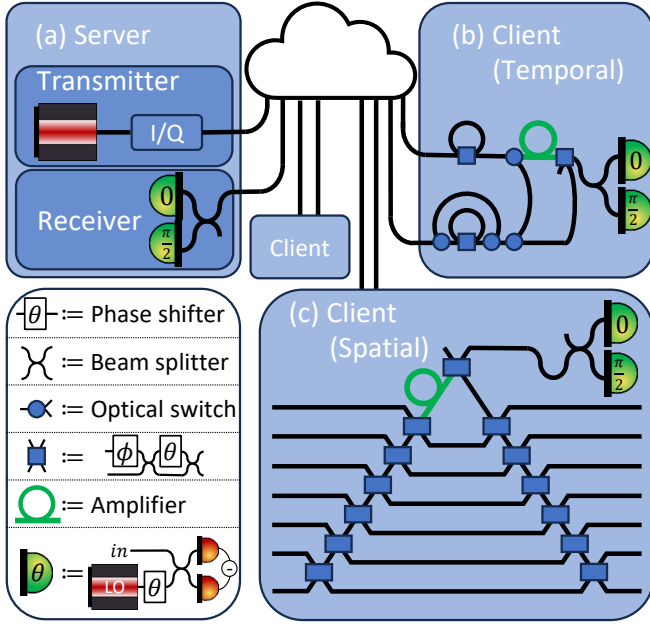 (a) Server
Transmitter
I/Q
Receiver
0
π/2
Client
(b) Client
(Temporal)
0
π/2
(c) Client
(Spatial)
0
π/2
θ := Phase shifter
:= Beam splitter
:= Optical switch
:= ϕ θ
:= Amplifier
θ := in LO θ -